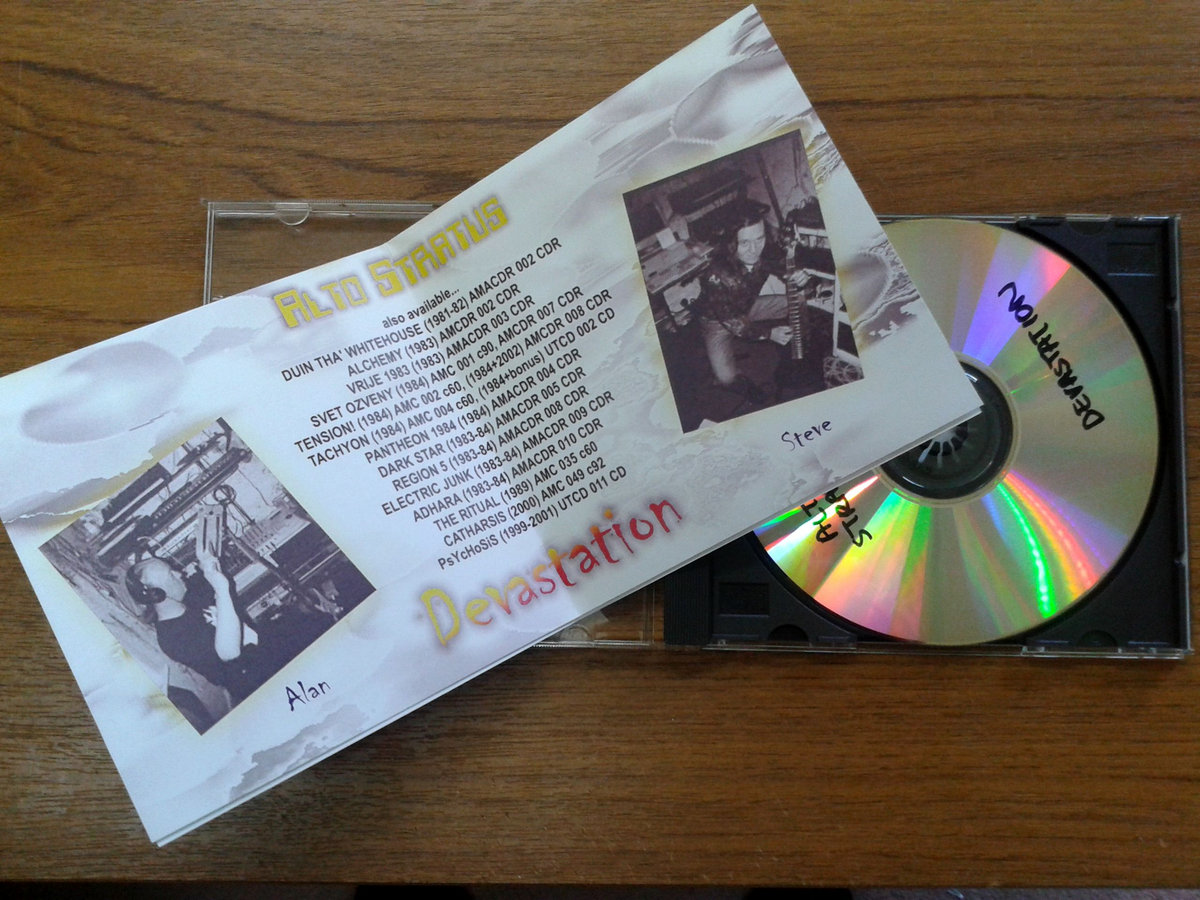 ALTO STRATUS
also available...
DUIN THA' WHITEHOUSE (1981-82) AMACDR 002 CDR
ALCHEMY (1983) AMCDR 002 CDR
VRIJE 1983 (1983) AMACDR 003 CDR
SVET OZVENY (1984) AMC 001 c90, AMCDR 007 CDR
TENSION! (1984) AMC 002 c60, (1984+2002) AMCDR 008 CDR
TACHYON (1984) AMC 004 c60, (1984+bonus) UTCD 002 CD
PANTHEON 1984 (1984) AMACDR 004 CDR
DARK STAR (1983-84) AMACDR 005 CDR
REGION 5 (1983-84) AMACDR 008 CDR
ELECTRIC JUNK (1983-84) AMACDR 009 CDR
ADHARA (1983-84) AMACDR 010 CDR
THE RITUAL (1989) AMC 035 c60
CATHARSIS (2000) AMC 049 c92
PsYcHoSiS (1999-2001) UTCD 011 CD
Devastation
Alan
Steve
DEVASTATION
ALT
STRA